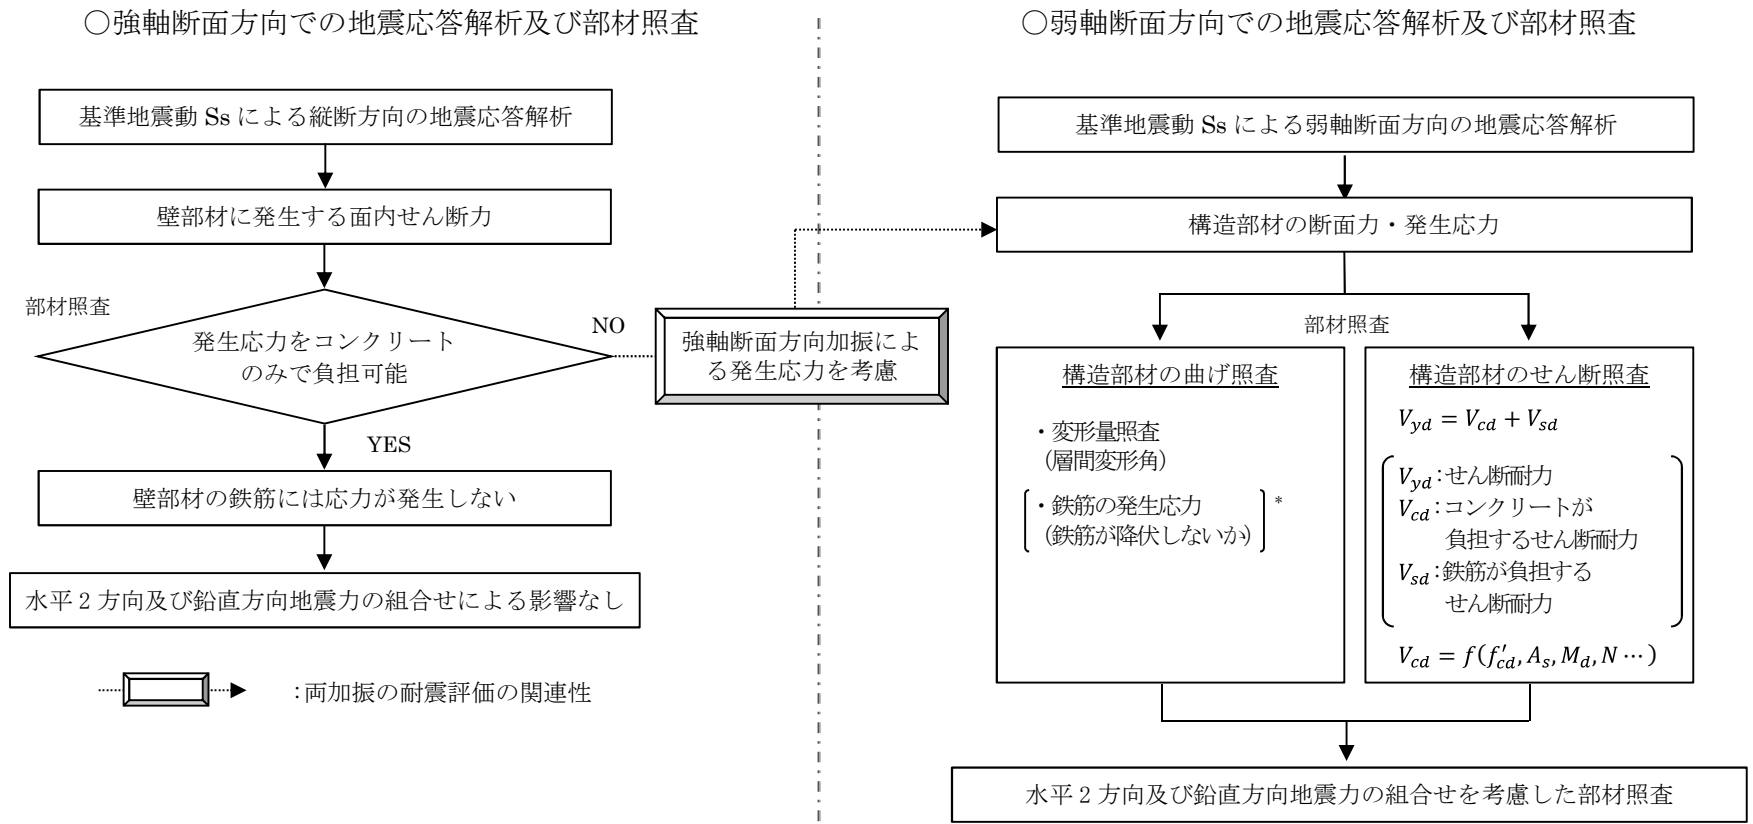 ○強軸断面方向での地震応答解析及び部材照査
基準地震動 Ss による縦断方向の地震応答解析
壁部材に発生する面内せん断力
部材照査
発生応力をコンクリート
のみで負担可能
NO
YES
強軸断面方向加振によ
る発生応力を考慮
壁部材の鉄筋には応力が発生しない
水平 2 方向及び鉛直方向地震力の組合せによる影響なし
:両加振の耐震評価の関連性
○弱軸断面方向での地震応答解析及び部材照査
基準地震動 Ss による弱軸断面方向の地震応答解析
構造部材の断面力・発生応力
部材照査
構造部材の曲げ照査
・変形量照査
(層間変形角)
・鉄筋の発生応力
(鉄筋が降伏しないか)
*
構造部材のせん断照査
V_{yd} = V_{cd} + V_{sd}
V_{yd}:せん断耐力
V_{cd}:コンクリートが
負担するせん断耐力
V_{sd}:鉄筋が負担する
せん断耐力
V_{cd} = f(f'_{cd}, A_s, M_d, N ⋯)
水平 2 方向及び鉛直方向地震力の組合せを考慮した部材照査